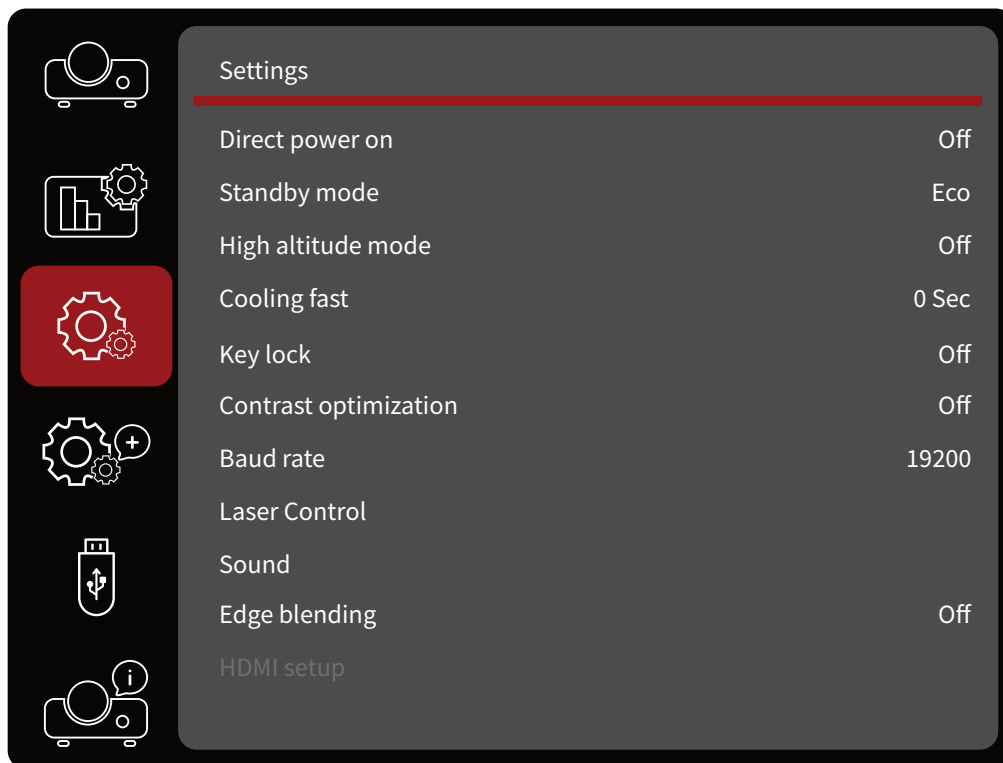 Settings
Direct power on Off
Standby mode Eco
High altitude mode Off
Cooling fast 0 Sec
Key lock Off
Contrast optimization Off
Baud rate 19200
Laser Control
Sound
Edge blending Off
HDMI setup
i